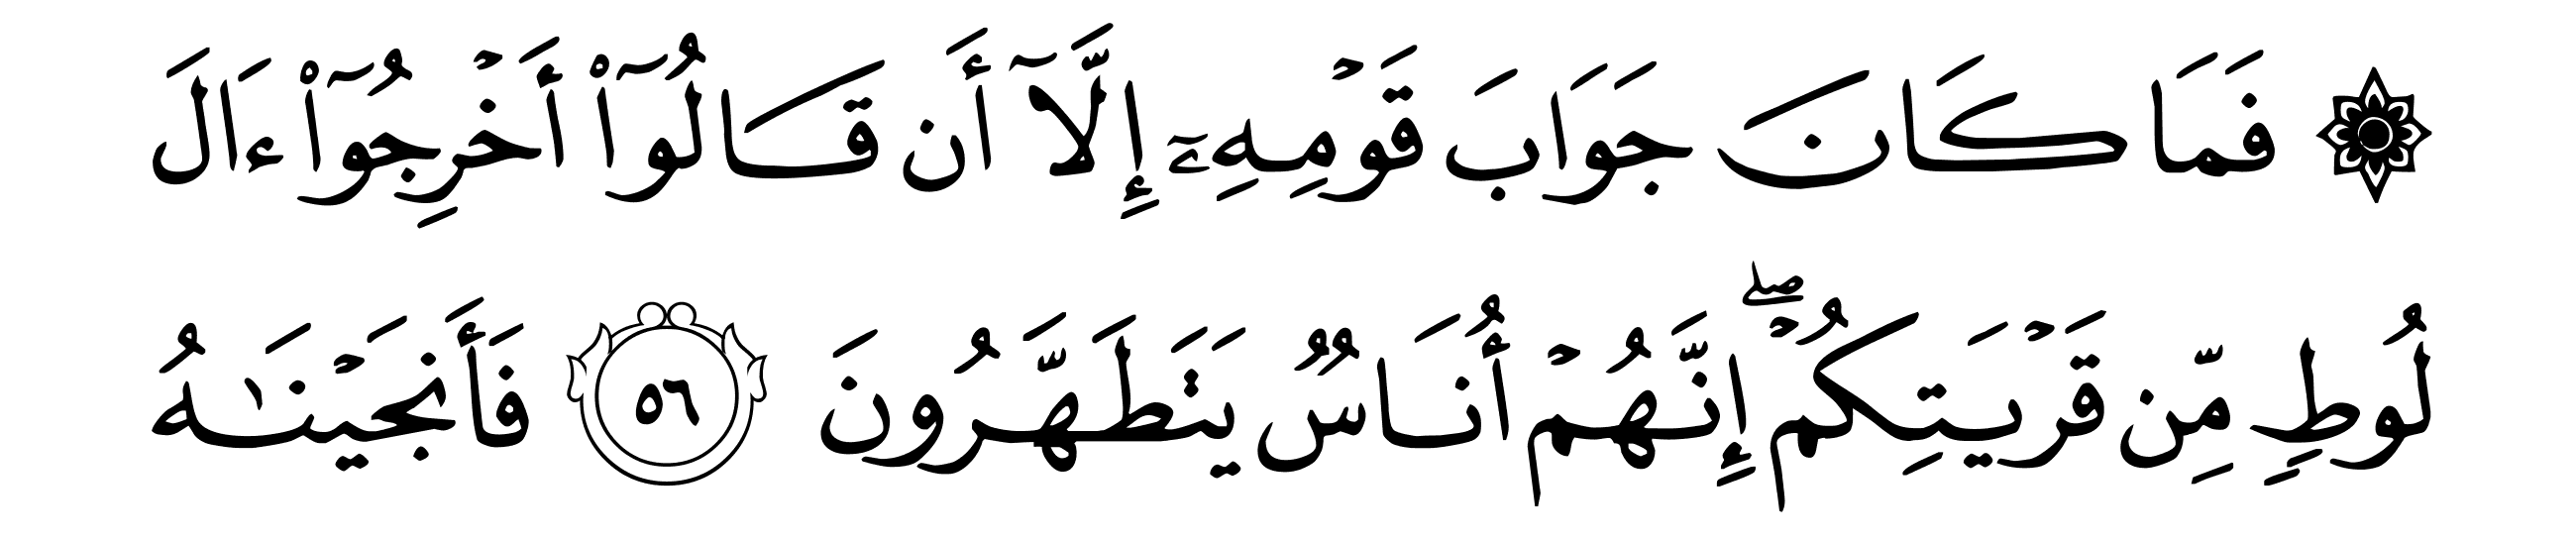 ۞ فَمَا كَانَ جَوَابَ قَوۡمِهِۦٓ إِلَّآ أَن قَالُوٓاْ أَخۡرِجُوٓاْ ءَالَ
لُوطٖ مِّن قَرۡيَتِكُمۡۖ إِنَّهُمۡ أُنَاسٞ يَتَطَهَّرُونَ ٥٦ فَأَنجَيۡنَٰهُ